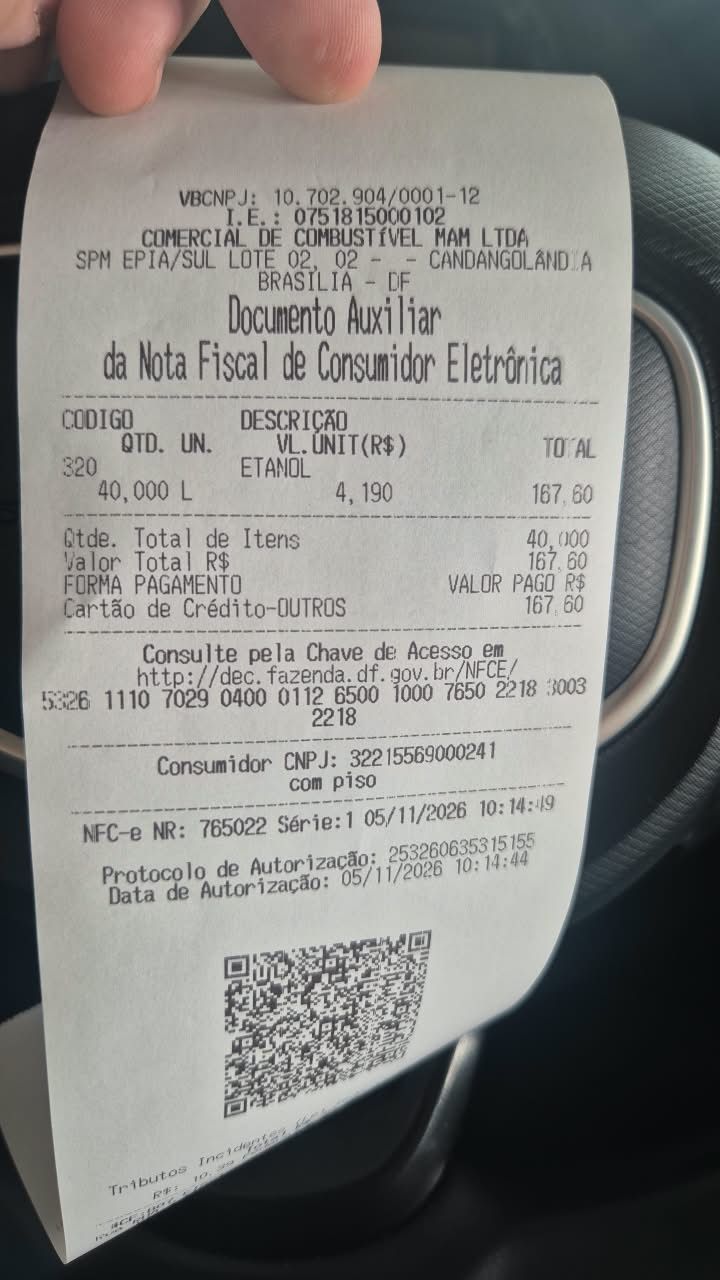 VBCNPJ: 10.702.904/0001-12
I.E.: 0751815000102
COMERCIAL DE COMBUSTÍVEL MAM LTDA
SPM EPIA/SUL LOTE 02, 02 - - CANDANGOLÂNDIA
BRASÍLIA - DF
Documento Auxiliar
da Nota Fiscal de Consumidor Eletrônica
CODIGO DESCRIÇÃO
QTD. UN. VL.UNIT(R$) TOTAL
320 ETANOL
40,000 L 4,190 167,60
Qtde. Total de Itens 40,000
Valor Total R$ 167,60
FORMA PAGAMENTO VALOR PAGO R$
Cartão de Crédito-OUTROS 167,60
Consulte pela Chave de Acesso em
http://dec.fazenda.df.gov.br/NFCE/
5326 1110 7029 0400 0112 6500 1000 7650 2218 3003
2218
Consumidor CNPJ: 32215569000241
com piso
NFC-e NR: 765022 Série:1 05/11/2026 10:14:49
Protocolo de Autorização: 253260635315155
Data de Autorização: 05/11/2026 10:14:44
Tributos Incidentes
R$: 10.39